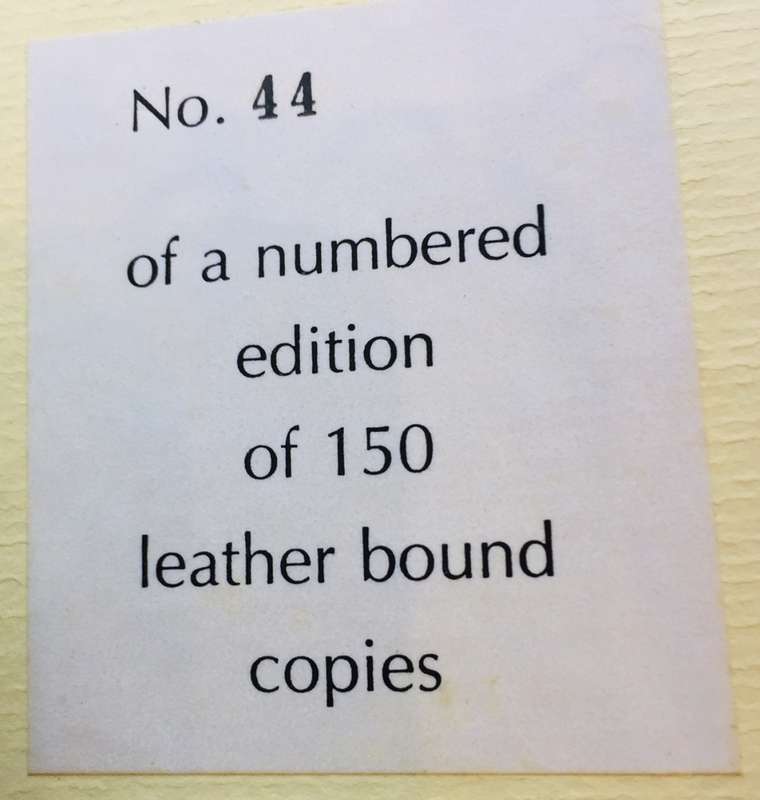 No. 44
of a numbered
edition
of 150
leather bound
copies